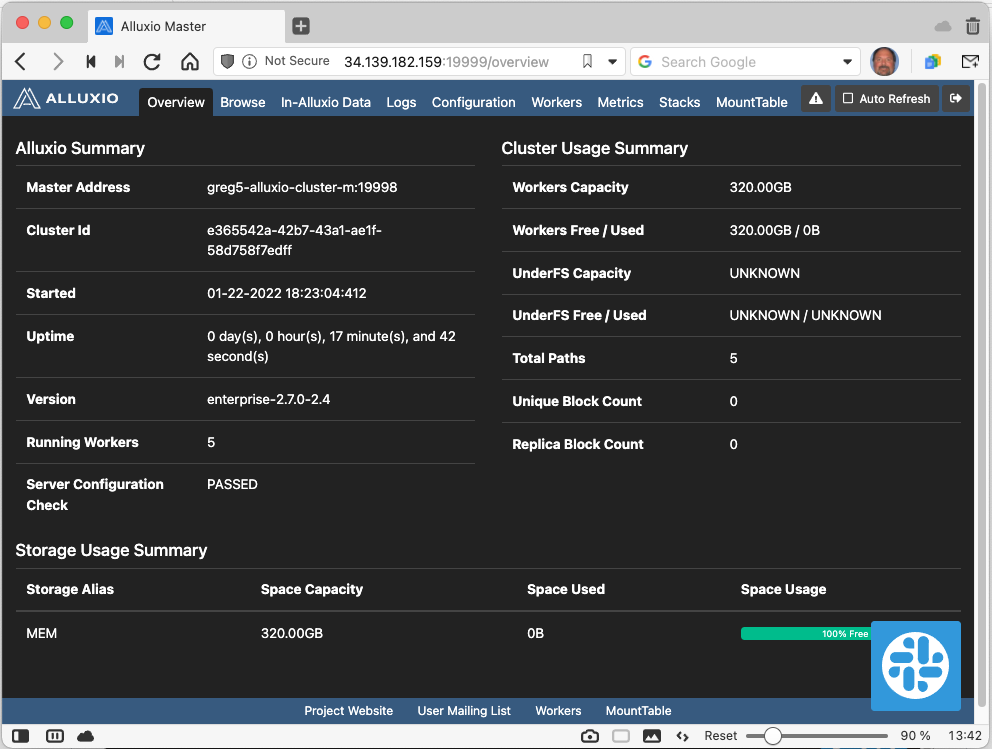 Alluxio Master
Not Secure 34.139.182.159:19999/overview Search Google
ALLUXIO Overview Browse In-Alluxio Data Logs Configuration Workers Metrics Stacks MountTable Auto Refresh
Alluxio Summary
Master Address greg5-alluxio-cluster-m:19998
Cluster Id e365542a-42b7-43a1-ae1f-
58d758f7edff
Started 01-22-2022 18:23:04:412
Uptime 0 day(s), 0 hour(s), 17 minute(s), and 42
second(s)
Version enterprise-2.7.0-2.4
Running Workers 5
Server Configuration PASSED
Check
Cluster Usage Summary
Workers Capacity 320.00GB
Workers Free / Used 320.00GB / 0B
UnderFS Capacity UNKNOWN
UnderFS Free / Used UNKNOWN / UNKNOWN
Total Paths 5
Unique Block Count 0
Replica Block Count 0
Storage Usage Summary
Storage Alias Space Capacity Space Used Space Usage
MEM 320.00GB 0B 100% Free
Project Website User Mailing List Workers MountTable
Reset 90 % 13:42